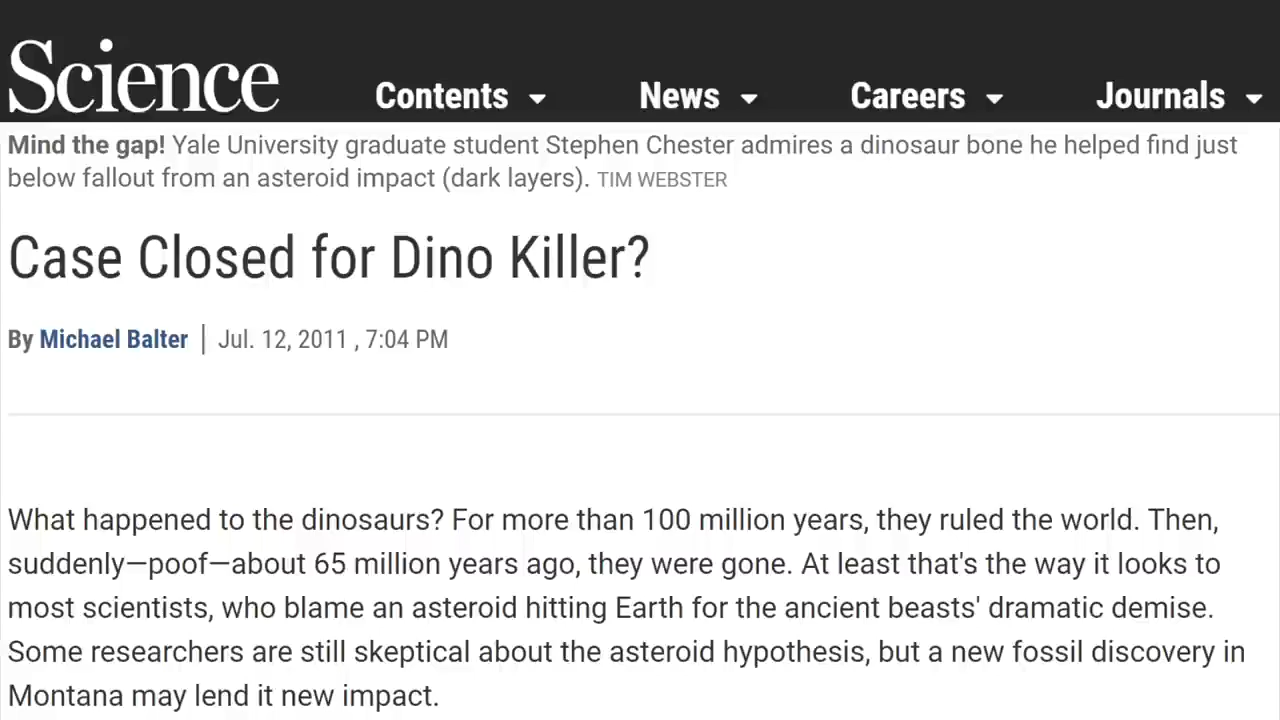 Science
Contents News Careers Journals
Mind the gap! Yale University graduate student Stephen Chester admires a dinosaur bone he helped find just
below fallout from an asteroid impact (dark layers). TIM WEBSTER
Case Closed for Dino Killer?
By Michael Balter | Jul. 12, 2011 , 7:04 PM
What happened to the dinosaurs? For more than 100 million years, they ruled the world. Then,
suddenly—poof—about 65 million years ago, they were gone. At least that's the way it looks to
most scientists, who blame an asteroid hitting Earth for the ancient beasts' dramatic demise.
Some researchers are still skeptical about the asteroid hypothesis, but a new fossil discovery in
Montana may lend it new impact.